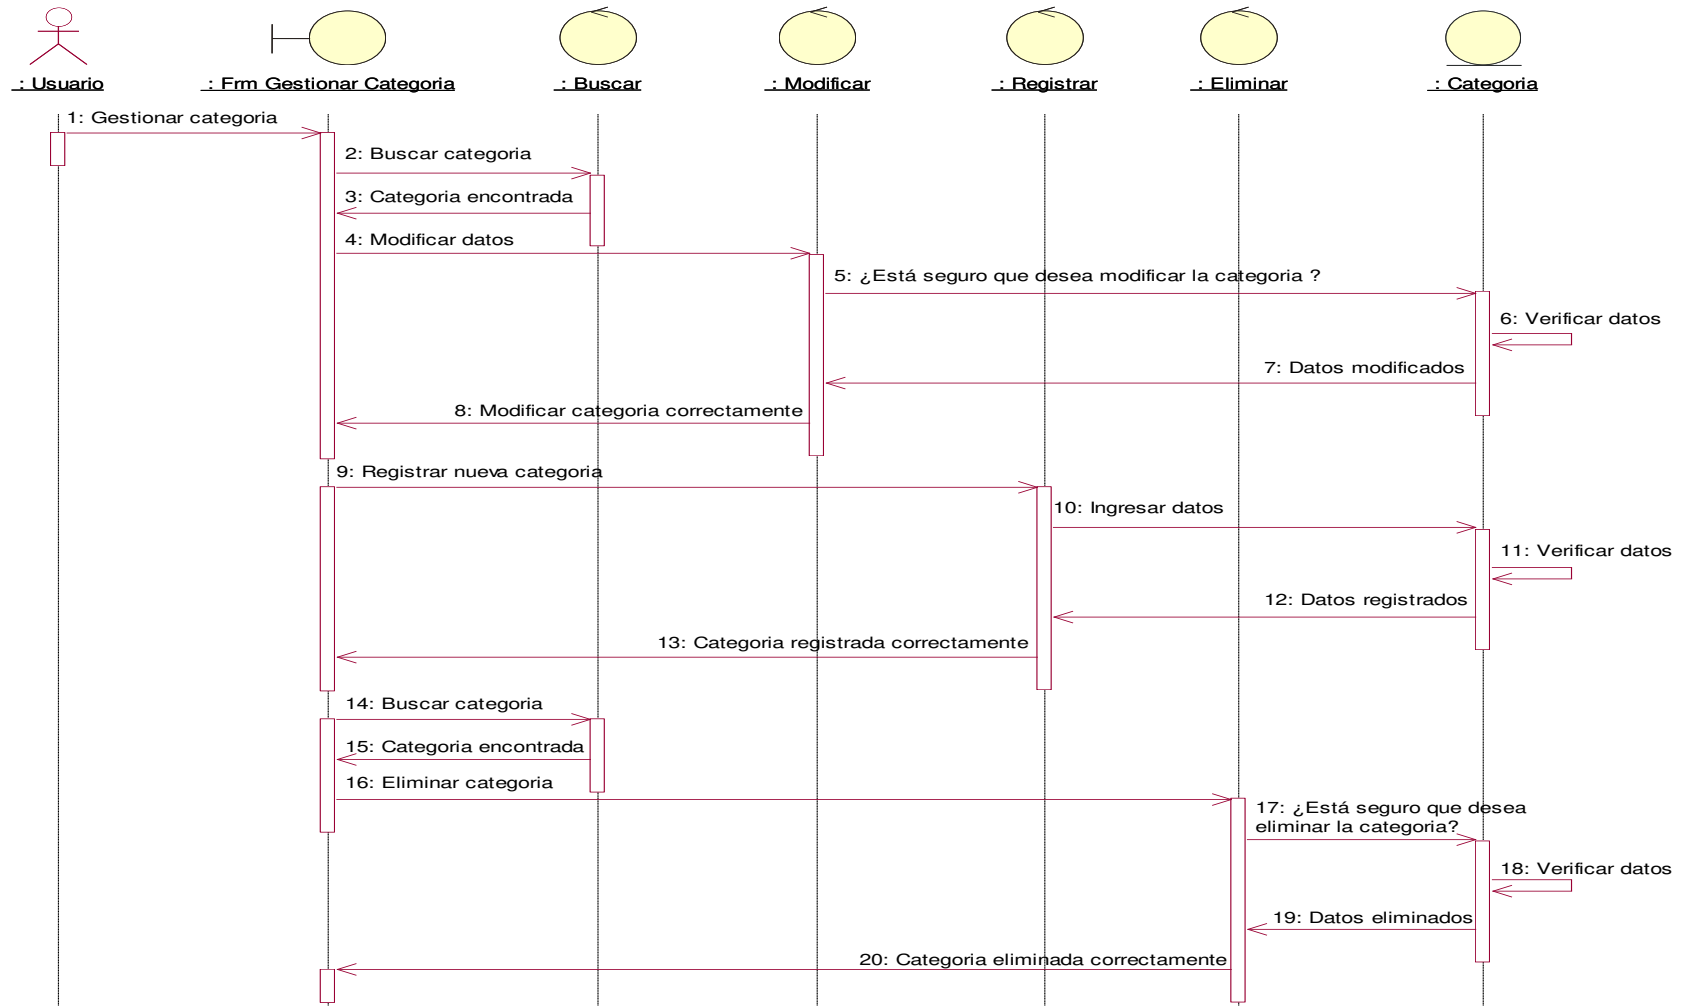 : Usuario
: Frm Gestionar Categoria
: Buscar
: Modificar
: Registrar
: Eliminar
: Categoria
1: Gestionar categoria
2: Buscar categoria
3: Categoria encontrada
4: Modificar datos
5: ¿Está seguro que desea modificar la categoria ?
6: Verificar datos
7: Datos modificados
8: Modificar categoria correctamente
9: Registrar nueva categoria
10: Ingresar datos
11: Verificar datos
12: Datos registrados
13: Categoria registrada correctamente
14: Buscar categoria
15: Categoria encontrada
16: Eliminar categoria
17: ¿Está seguro que desea
eliminar la categoria?
18: Verificar datos
19: Datos eliminados
20: Categoria eliminada correctamente